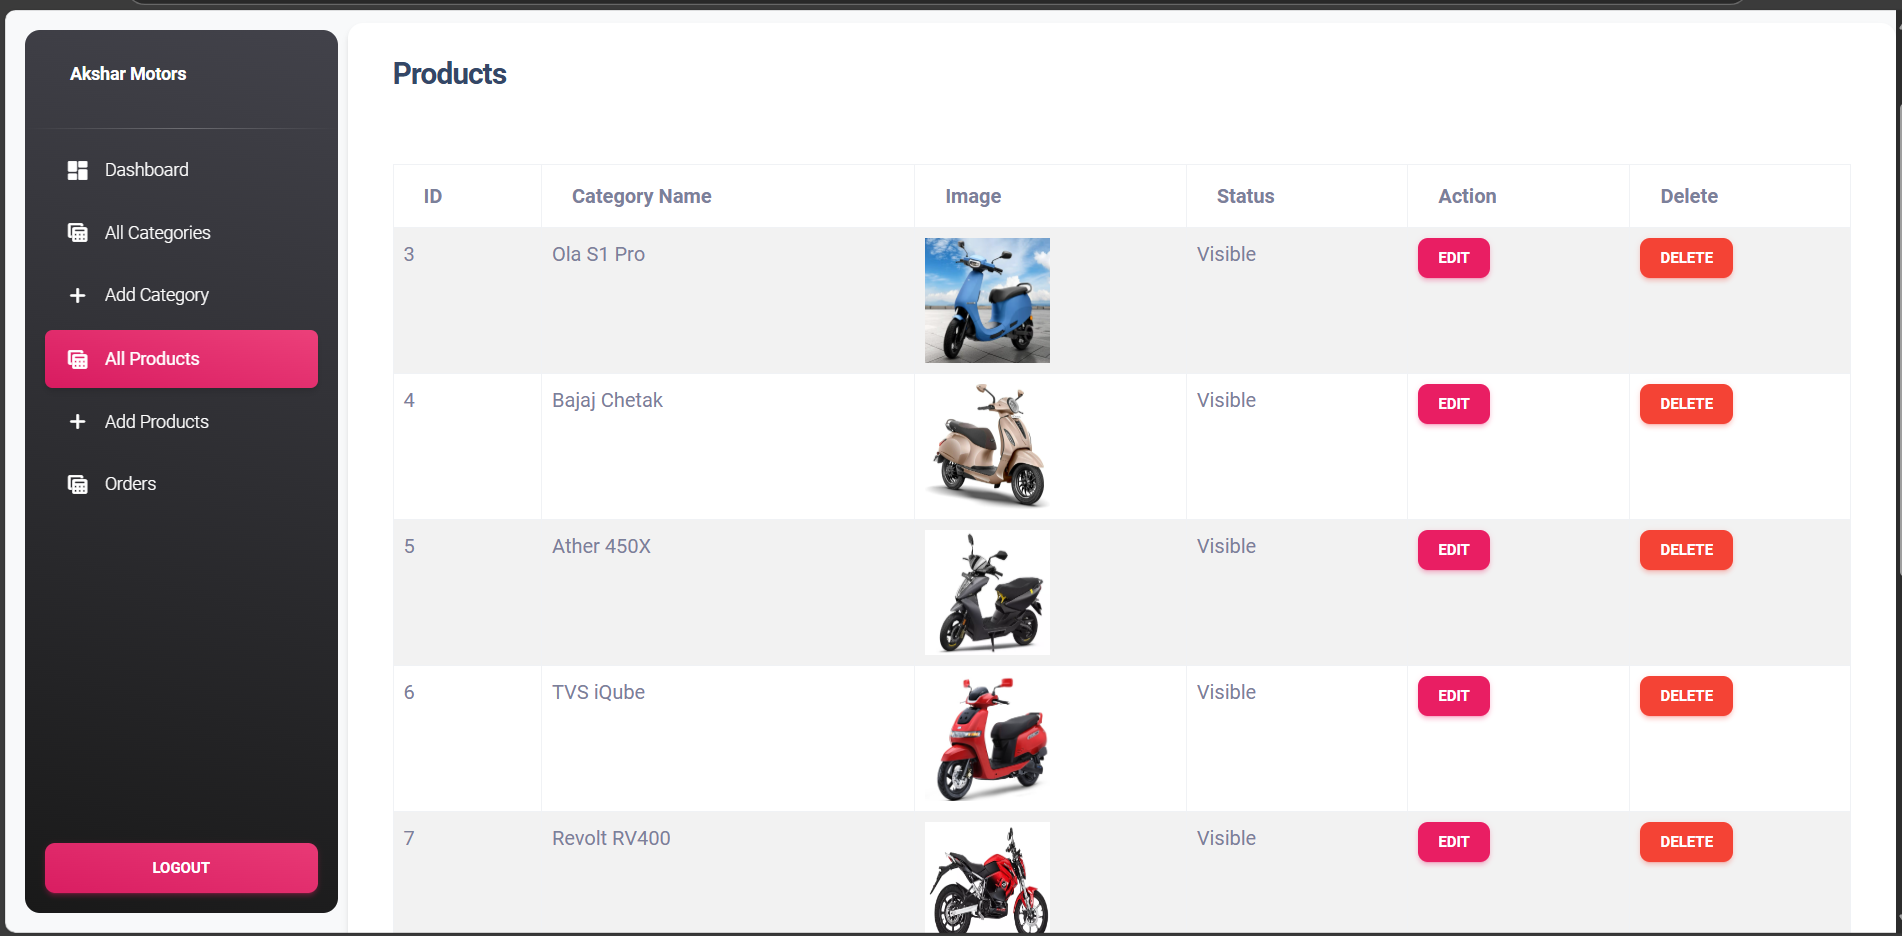 Akshar Motors
Dashboard
All Categories
Add Category
All Products
Add Products
Orders
LOGOUT
Products
ID Category Name Image Status Action Delete
3 Ola S1 Pro Visible EDIT DELETE
4 Bajaj Chetak Visible EDIT DELETE
5 Ather 450X Visible EDIT DELETE
6 TVS iQube Visible EDIT DELETE
7 Revolt RV400 Visible EDIT DELETE